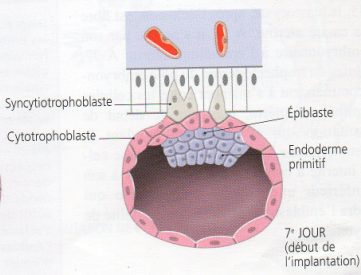 Syncytiotrophoblaste
Cytotrophoblaste
Épiblaste
Endoderme
primitif
7e JOUR
(début de
l'implantation)